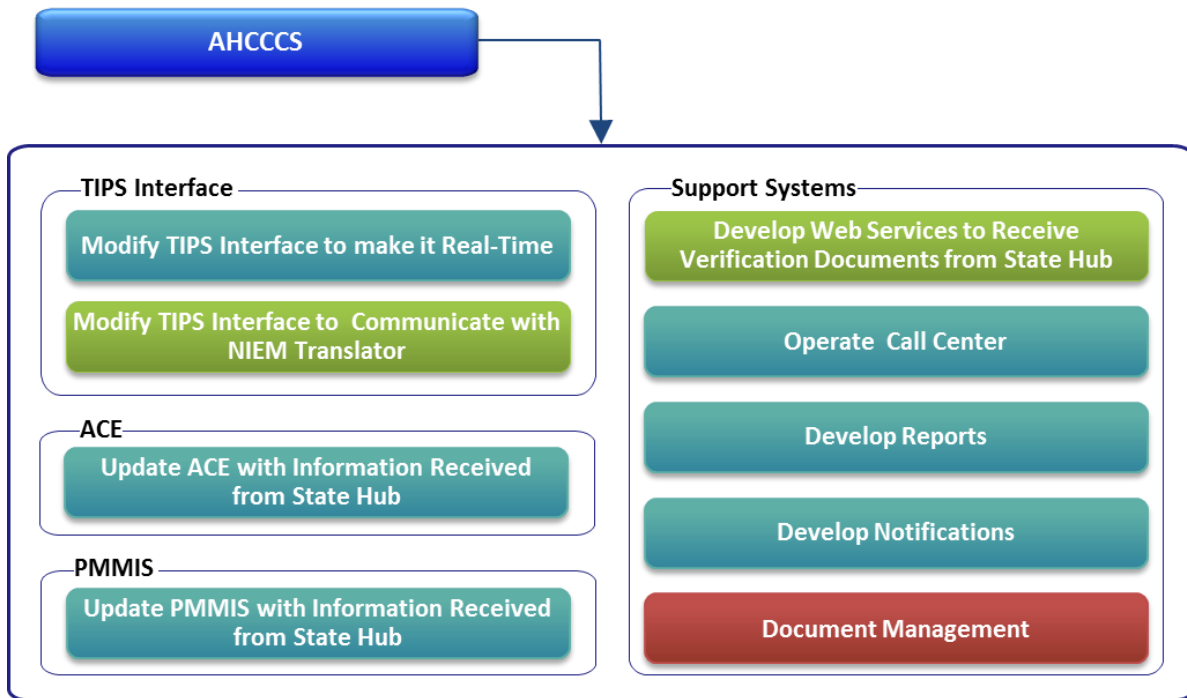 AHCCCS
TIPS Interface
Modify TIPS Interface to make it Real-Time
Modify TIPS Interface to  Communicate with
NIEM Translator
ACE
Update ACE with Information Received
from State Hub
PMMIS
Update PMMIS with Information Received
from State Hub
Support Systems
Develop Web Services to Receive
Verification Documents from State Hub
Operate  Call Center
Develop Reports
Develop Notifications
Document Management